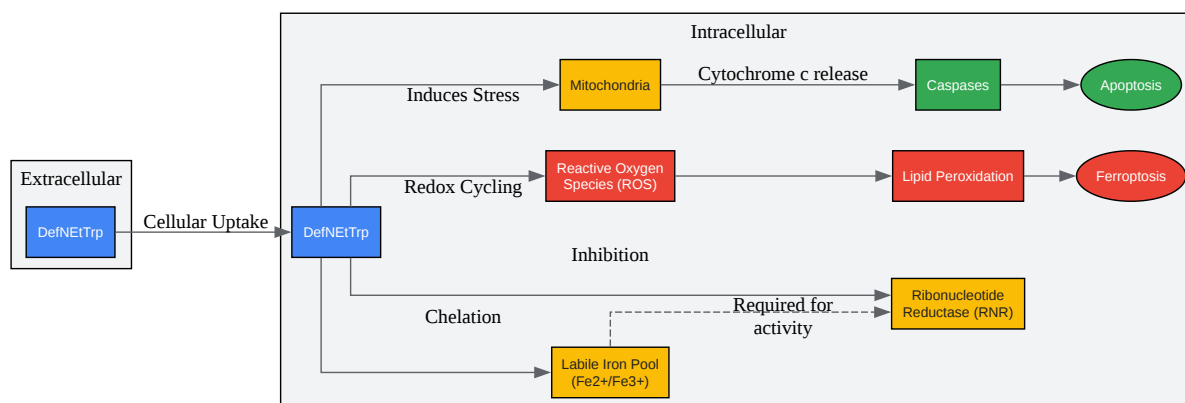 Intracellular
Mitochondria
Cytochrome c release
Caspases
Apoptosis
Induces Stress
Extracellular
Reactive Oxygen
Species (ROS)
Lipid Peroxidation
Ferroptosis
Redox Cycling
DefNEtTrp
Cellular Uptake
DefNEtTrp
Inhibition
Ribonucleotide
Reductase (RNR)
Required for
activity
Chelation
Labile Iron Pool
(Fe2+/Fe3+)